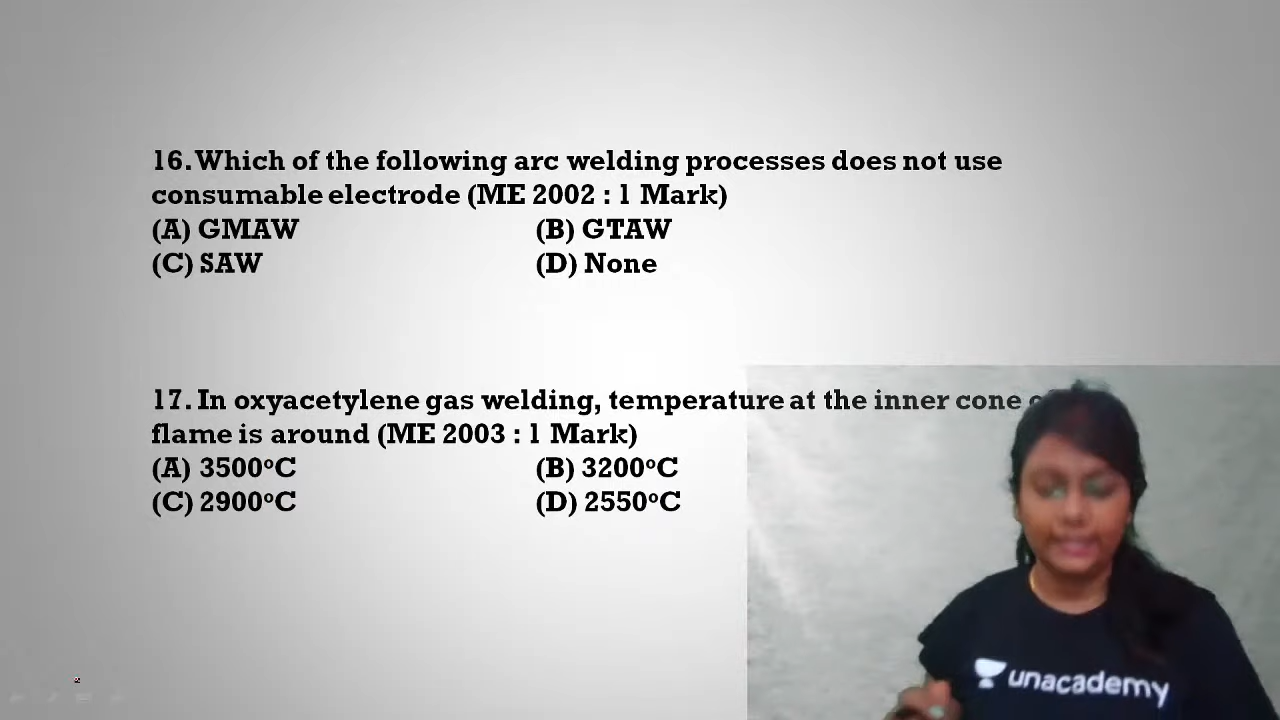 16. Which of the following arc welding processes does not use
consumable electrode (ME 2002 : 1 Mark)
(A) GMAW (B) GTAW
(C) SAW (D) None
17. In oxyacetylene gas welding, temperature at the inner cone
flame is around (ME 2003 : 1 Mark)
(A) 3500°C (B) 3200°C
(C) 2900°C (D) 2550°C
unacademy